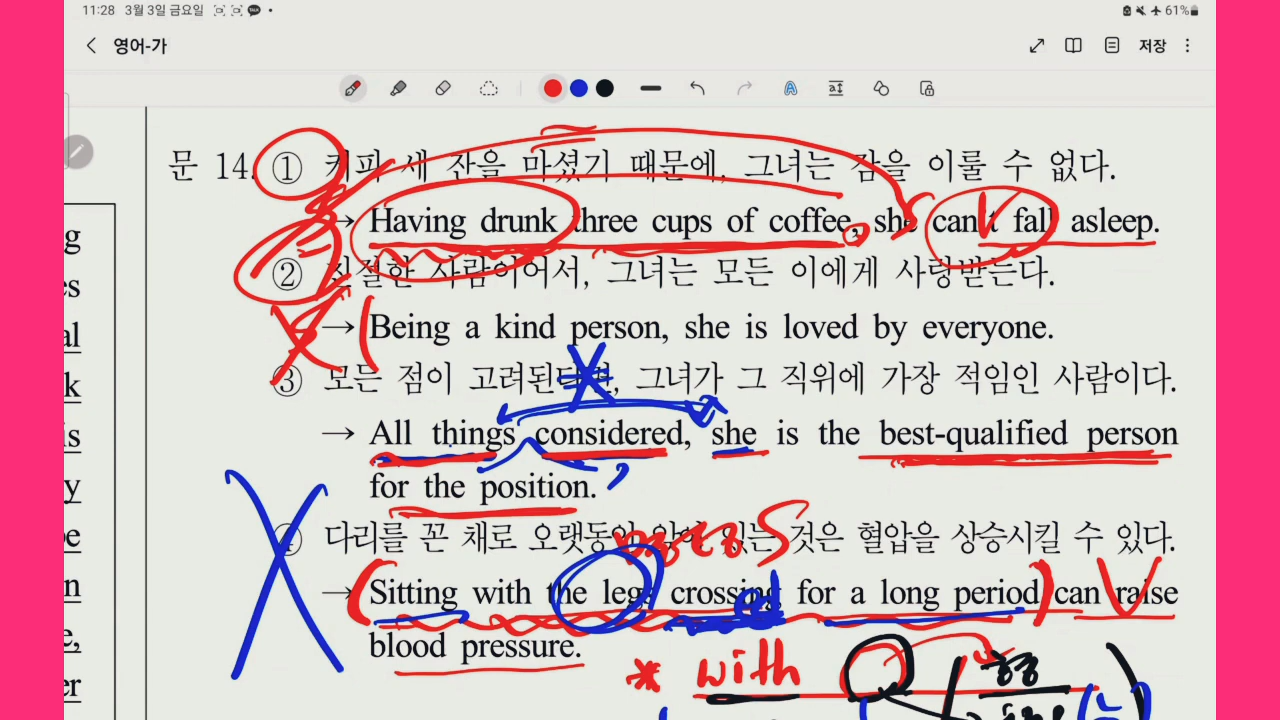 11:28 3월 3일 금요일 61%
영어-가 저장
문 14. ① 커피 세 잔을 마셨기 때문에, 그녀는 잠을 이룰 수 없다.
→ Having drunk three cups of coffee, she can't fall asleep.
② 친절한 사람이어서, 그녀는 모든 이에게 사랑받는다.
→ Being a kind person, she is loved by everyone.
③ 모든 점이 고려된다면, 그녀가 그 직위에 가장 적임인 사람이다.
→ All things considered, she is the best-qualified person
for the position.
④ 다리를 꼰 채로 오랫동안 앉아 있는 것은 혈압을 상승시킬 수 있다.
→ Sitting with the legs crossing for a long period can raise
ed
blood pressure.
* with
g
es
al
k
is
y
n
e,
er